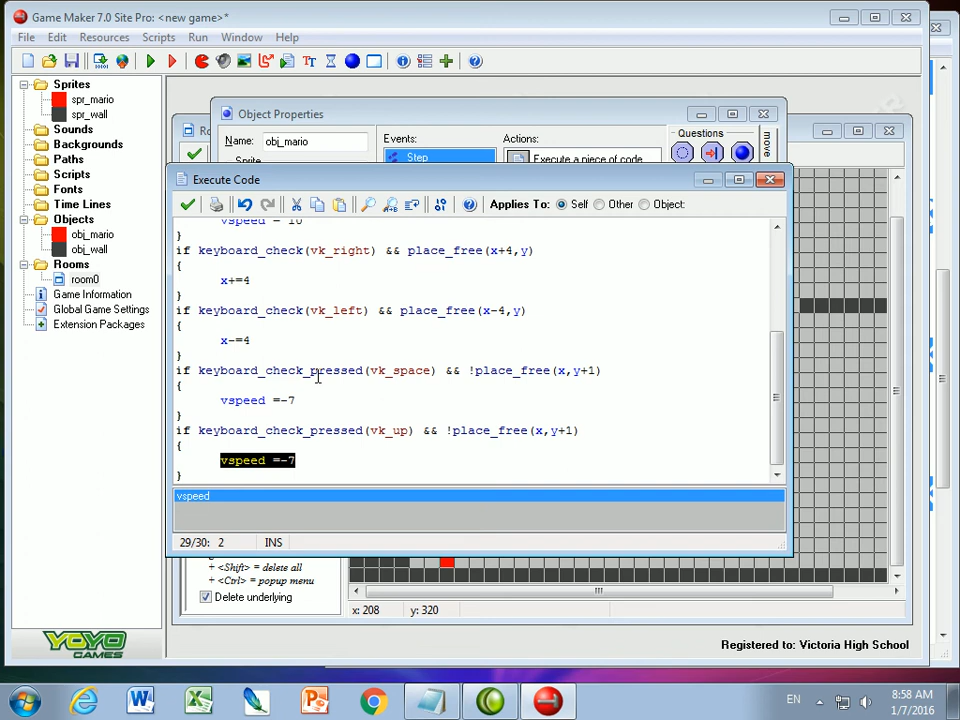 Game Maker 7.0 Site Pro: <new game>*
File Edit Resources Scripts Run Window Help
Sprites
spr_mario
spr_wall
Sounds
Backgrounds
Paths
Scripts
Fonts
Time Lines
Objects
obj_mario
obj_wall
Rooms
room0
Game Information
Global Game Settings
Extension Packages
Object Properties
Name: obj_mario
Events:
Actions:
Questions
Step
Execute a piece of code
move
Execute Code
Applies To: Self Other Object:
vspeed = 10
}
if keyboard_check(vk_right) && place_free(x+4,y)
{
x+=4
}
if keyboard_check(vk_left) && place_free(x-4,y)
{
x-=4
}
if keyboard_check_pressed(vk_space) && !place_free(x,y+1)
{
vspeed =-7
}
if keyboard_check_pressed(vk_up) && !place_free(x,y+1)
{
vspeed =-7
}
vspeed
29/30: 2 INS
+ <Shift> = delete all
+ <Ctrl> = popup menu
Delete underlying
x: 208 y: 320
YOYO
GAMES
Registered to: Victoria High School
EN
8:58 AM
1/7/2016